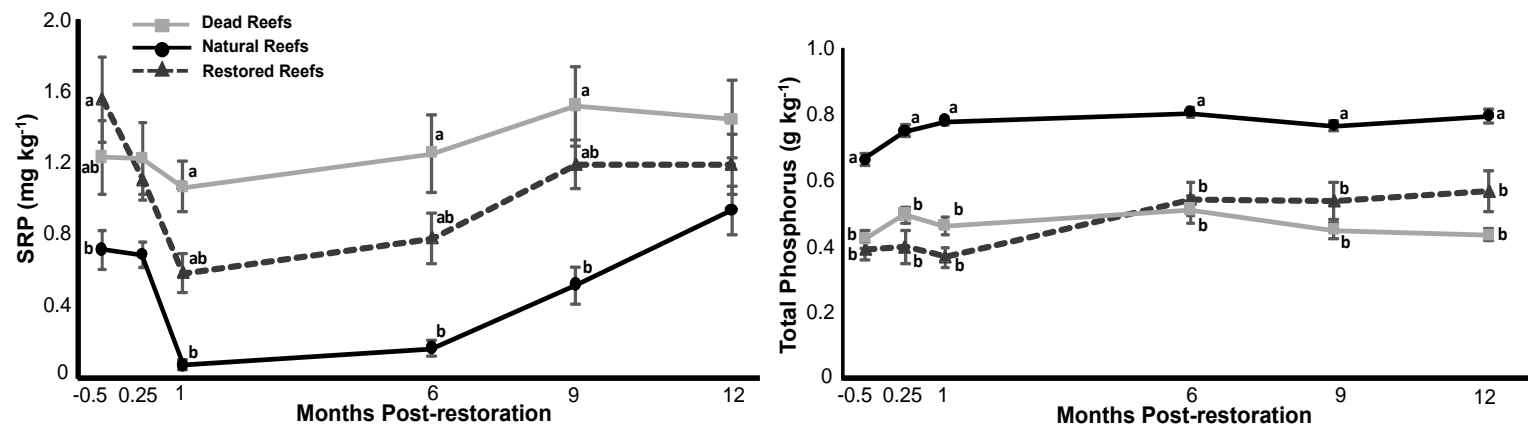 2.0
1.6
1.2
0.8
0.4
0
SRP (mg kg-1)
Dead Reefs
Natural Reefs
Restored Reefs
a
ab
b
a
ab
b
a
ab
b
a
ab
b
-0.5 0.25 1 6 9 12
Months Post-restoration
1.0
0.8
0.6
0.4
0.2
0
Total Phosphorus (g kg-1)
a
a
a
a
a
a
b
b
b
b
b
b
b
b
b
b
b
b
-0.5 0.25 1 6 9 12
Months Post-restoration